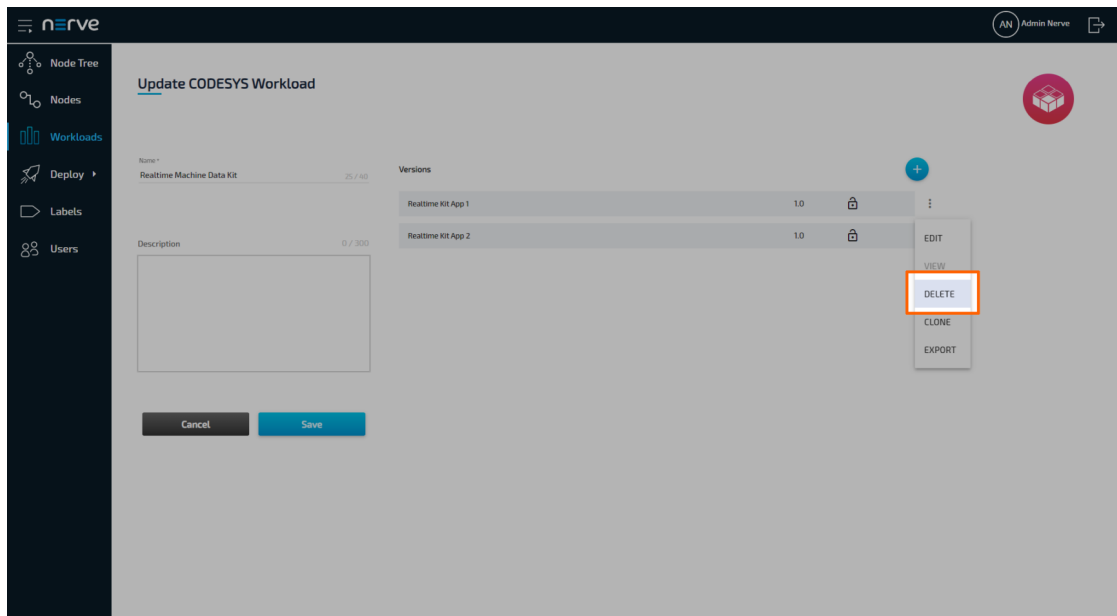 nerve
AN Admin Nerve
Node Tree
Nodes
Workloads
Deploy
Labels
Users
Update CODESYS Workload
Name *
Realtime Machine Data Kit 25 / 40
Description 0 / 300
Cancel Save
Versions
Realtime Kit App 1 1.0
Realtime Kit App 2 1.0
EDIT
VIEW
DELETE
CLONE
EXPORT